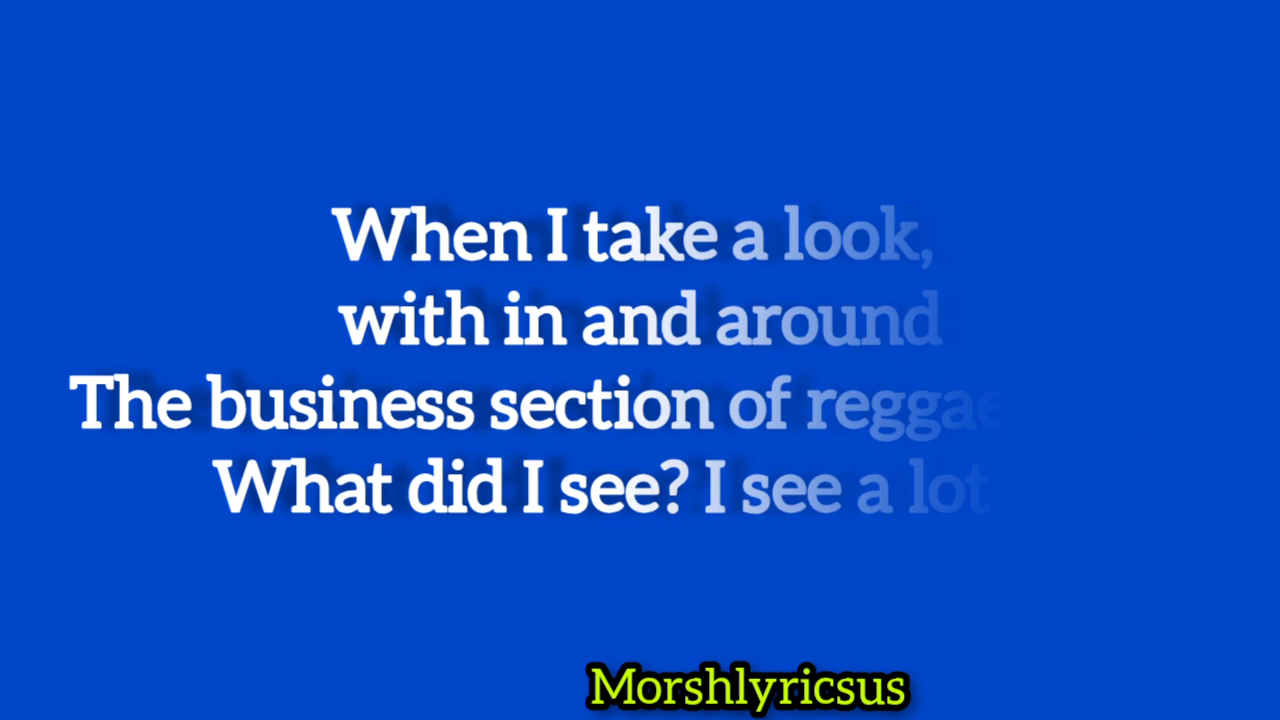 When I take a look,
with in and around
The business section of reggae
What did I see? I see a lot
Morshlyricsus